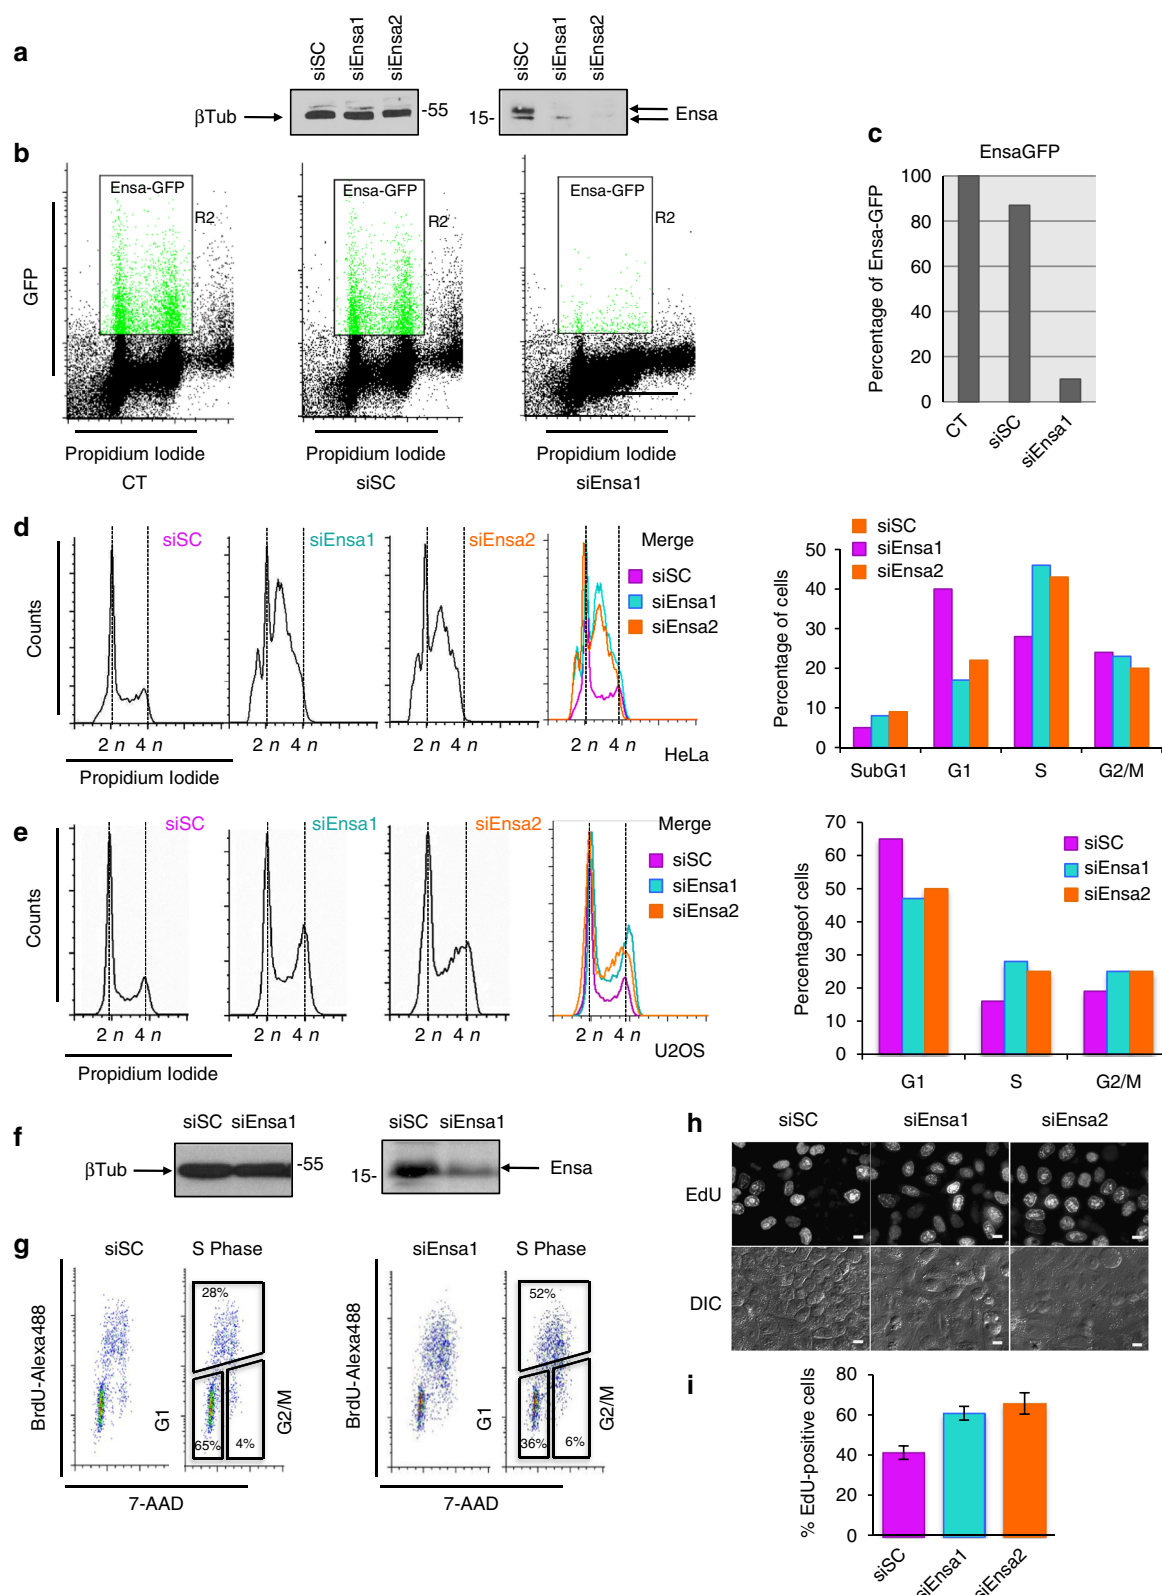 a
siSC
siEnsa1
siEnsa2
βTub
-55
siSC
siEnsa1
siEnsa2
15-
Ensa
b
GFP
Ensa-GFP
R2
Propidium Iodide
CT
Ensa-GFP
R2
Propidium Iodide
siSC
Ensa-GFP
R2
Propidium Iodide
siEnsa1
c
EnsaGFP
Percentage of Ensa-GFP
100
80
60
40
20
0
CT
siSC
siEnsa1
d
Counts
siSC
2 n 4 n
Propidium Iodide
siEnsa1
2 n 4 n
siEnsa2
2 n 4 n
Merge
siSC
siEnsa1
siEnsa2
2 n 4 n
HeLa
siSC
siEnsa1
siEnsa2
Percentage of cells
50
40
30
20
10
0
SubG1 G1 S G2/M
e
Counts
siSC
2 n 4 n
Propidium Iodide
siEnsa1
2 n 4 n
siEnsa2
2 n 4 n
Merge
siSC
siEnsa1
siEnsa2
2 n 4 n
U2OS
siSC
siEnsa1
siEnsa2
Percentageof cells
70
60
50
40
30
20
10
0
G1 S G2/M
f
siSC siEnsa1
βTub
-55
siSC siEnsa1
15-
Ensa
g
BrdU-Alexa488
siSC
S Phase
28%
G1
65%
4%
G2/M
7-AAD
BrdU-Alexa488
siEnsa1
S Phase
52%
G1
36%
6%
G2/M
7-AAD
h
siSC siEnsa1 siEnsa2
EdU
DIC
i
% EdU-positive cells
80
60
40
20
0
siSC
siEnsa1
siEnsa2